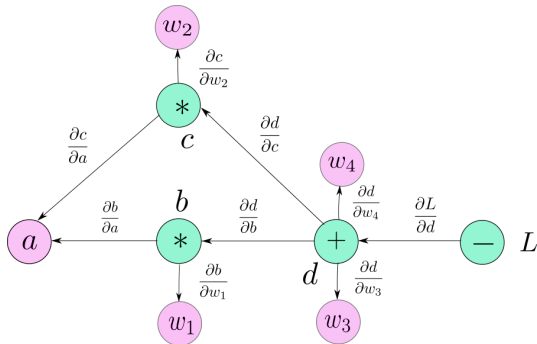 w₂
∂c/∂w₂
*
c
∂c/∂a
∂d/∂c
w₄
b
∂b/∂a
∂d/∂b
∂d/∂w₄
∂L/∂d
a
*
+
−
L
d
∂b/∂w₁
∂d/∂w₃
w₁
w₃